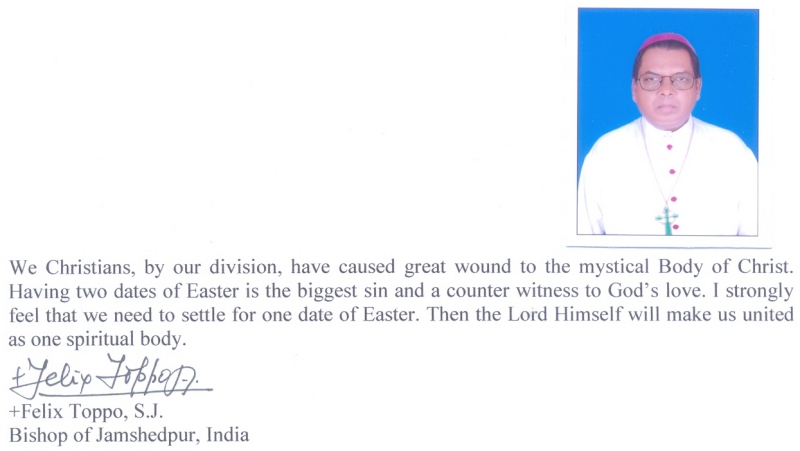 We Christians, by our division, have caused great wound to the mystical Body of Christ.
Having two dates of Easter is the biggest sin and a counter witness to God's love. I strongly
feel that we need to settle for one date of Easter. Then the Lord Himself will make us united
as one spiritual body.
+Felix Toppo, S.J.
+Felix Toppo, S.J.
Bishop of Jamshedpur, India